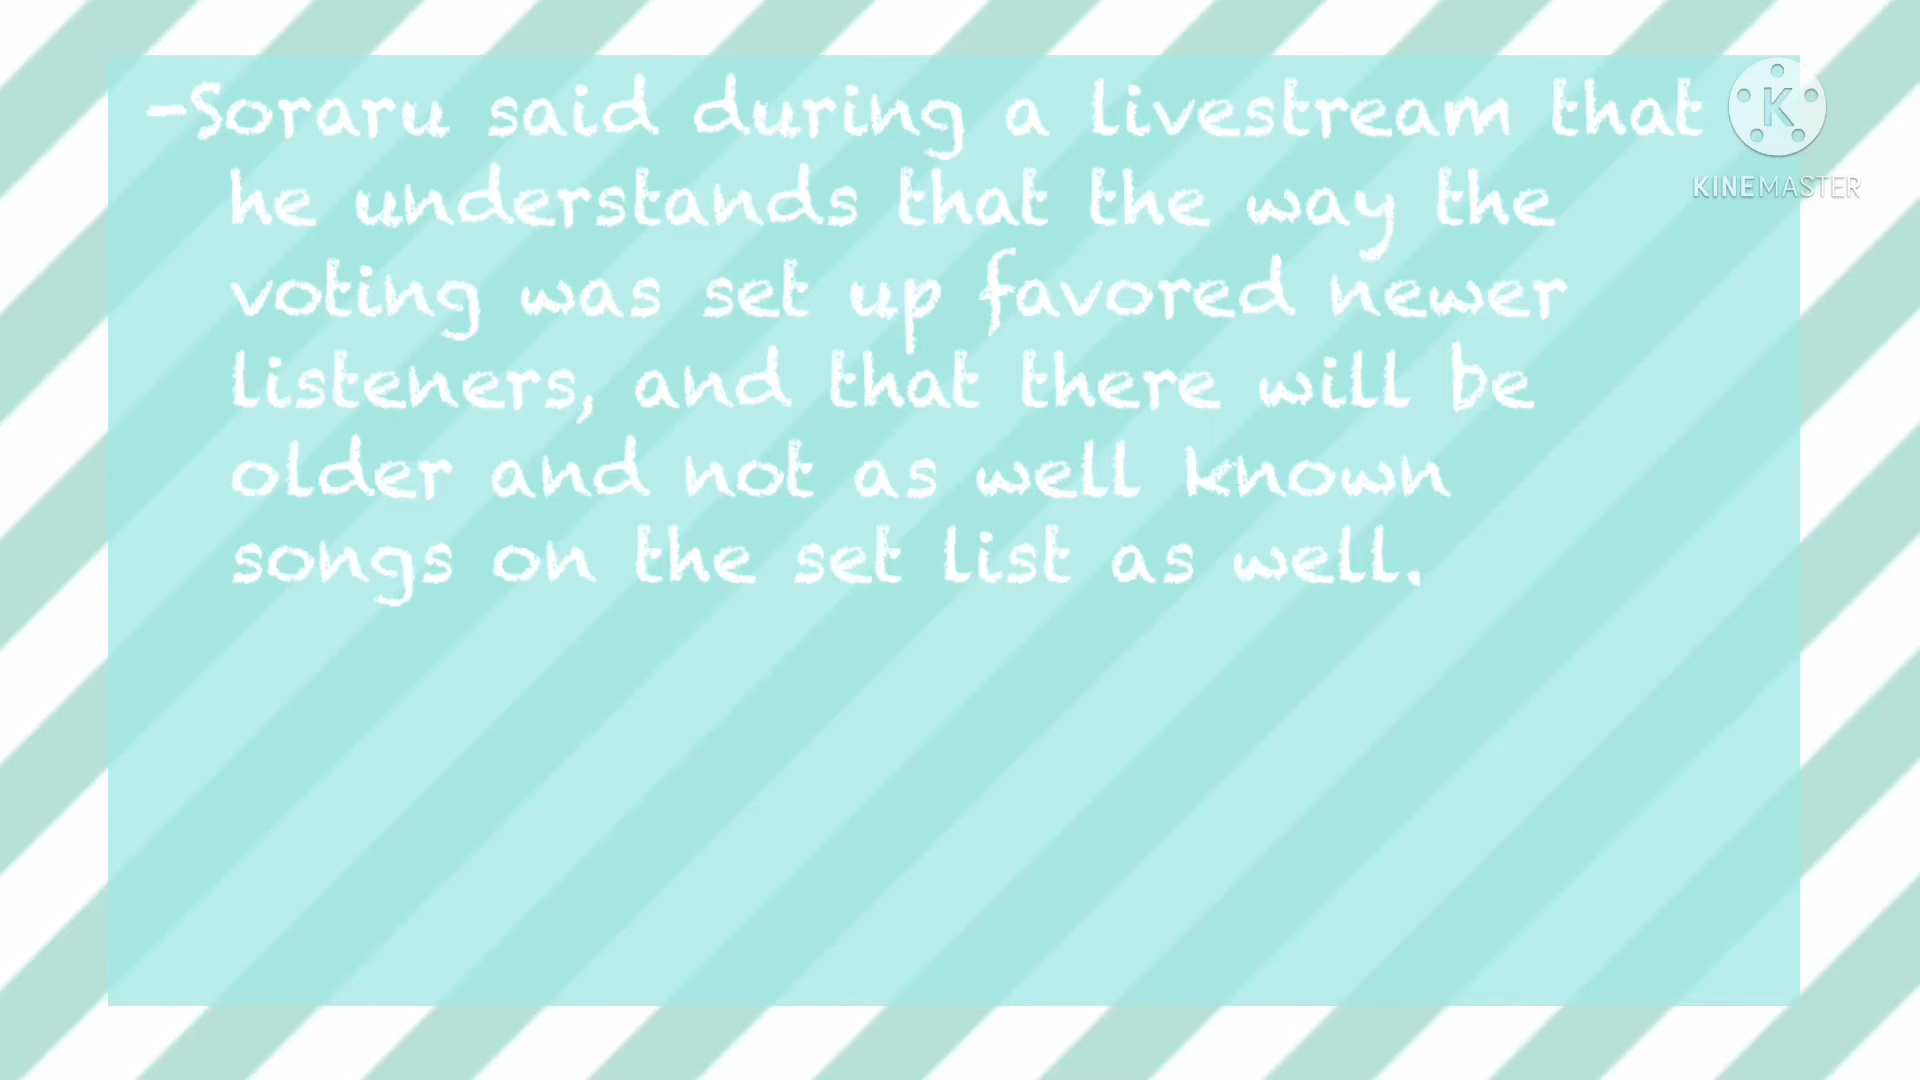 -Soraru said during a livestream that
he understands that the way the
voting was set up favored newer
listeners, and that there will be
older and not as well known
songs on the set list as well.
K
KINEMASTER